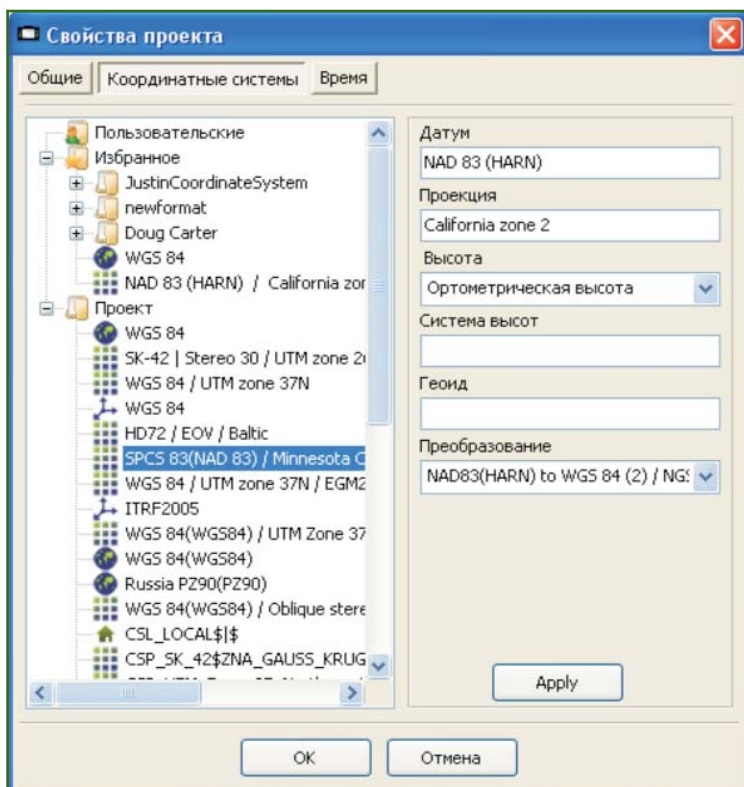 Свойства проекта
Общие
Координатные системы
Время
Пользовательские
Избранное
JustinCoordinateSystem
newformat
Doug Carter
WGS 84
NAD 83 (HARN) / California zor
Проект
WGS 84
SK-42 | Stereo 30 / UTM zone
WGS 84 / UTM zone 37N
WGS 84
HD72 / EOV / Baltic
SPCS 83(NAD 83) / Minnesota C
WGS 84 / UTM zone 37N / EGM2
ITRF2005
WGS 84(WGS84) / UTM Zone 37
WGS 84(WGS84)
Russia PZ90(PZ90)
WGS 84(WGS84) / Oblique stere
CSL_LOCAL$|$
CSP_SK_42$ZNA_GAUSS_KRUG
Датум
NAD 83 (HARN)
Проекция
California zone 2
Высота
Ортометрическая высота
Система высот
Геоид
Преобразование
NAD83(HARN) to WGS 84 (2) / NGS
Apply
OK
Отмена